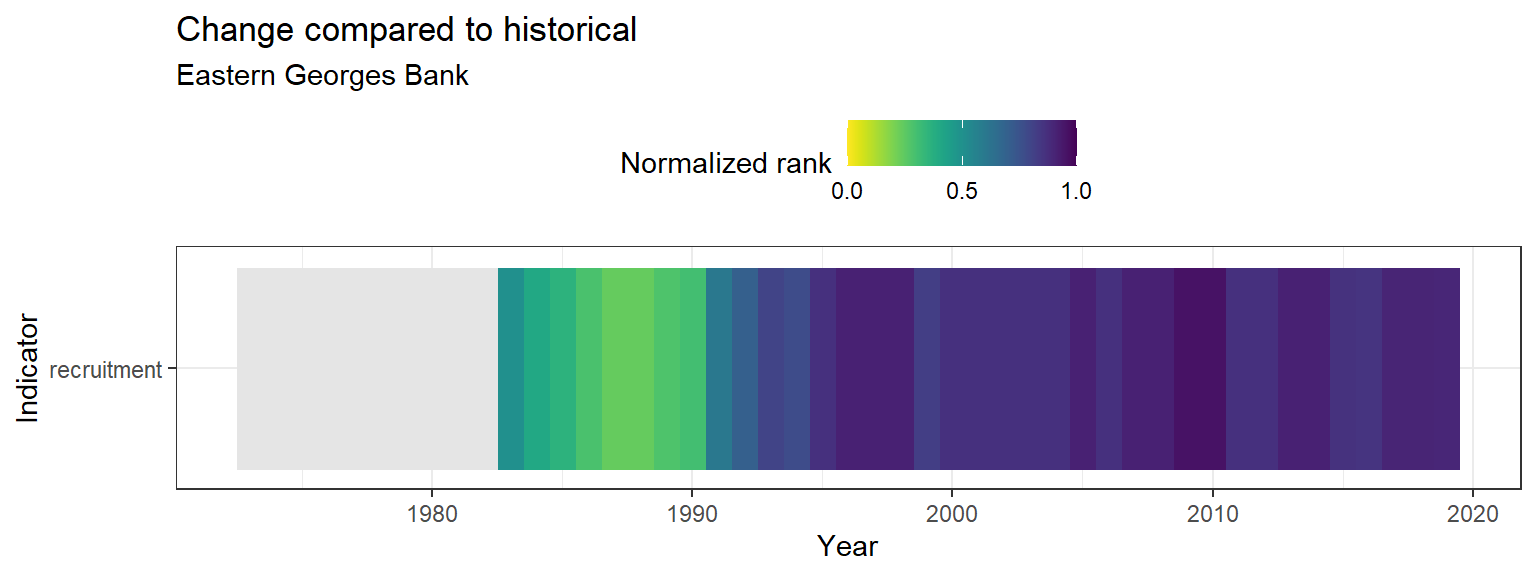 Change compared to historical
Eastern Georges Bank
Normalized rank
0.0 0.5 1.0
Indicator
recruitment
1980 1990 2000 2010 2020
Year